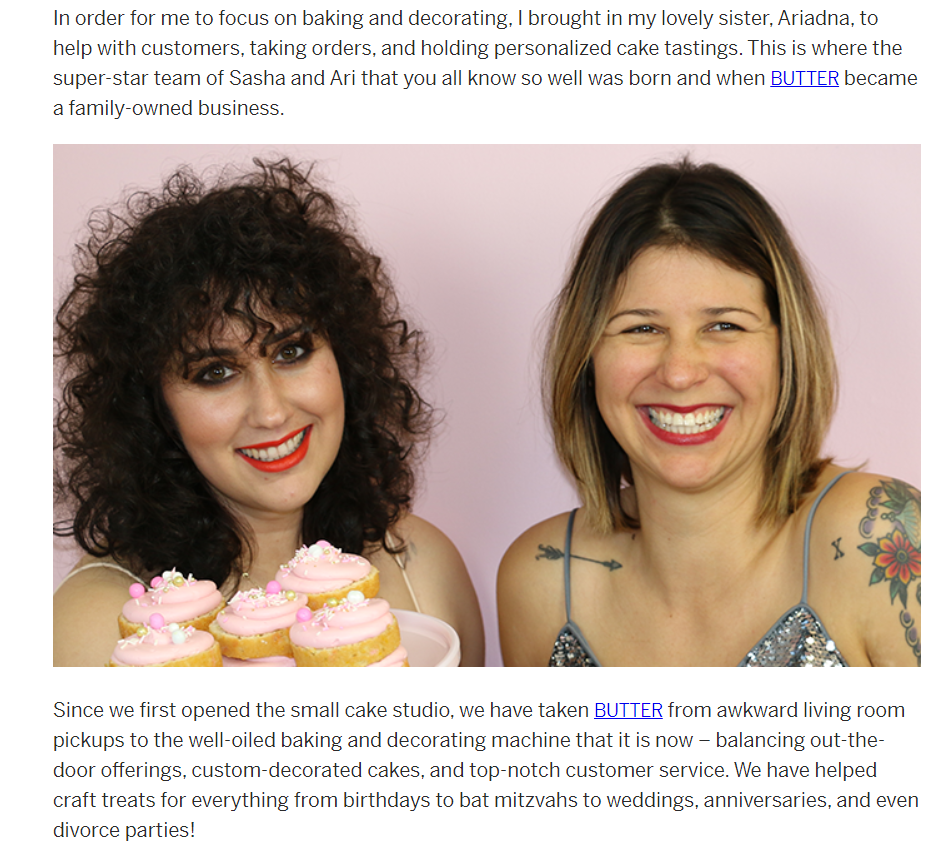 In order for me to focus on baking and decorating, I brought in my lovely sister, Ariadna, to
help with customers, taking orders, and holding personalized cake tastings. This is where the
super-star team of Sasha and Ari that you all know so well was born and when BUTTER became
a family-owned business.
X
Since we first opened the small cake studio, we have taken BUTTER from awkward living room
pickups to the well-oiled baking and decorating machine that it is now – balancing out-the-
door offerings, custom-decorated cakes, and top-notch customer service. We have helped
craft treats for everything from birthdays to bat mitzvahs to weddings, anniversaries, and even
divorce parties!